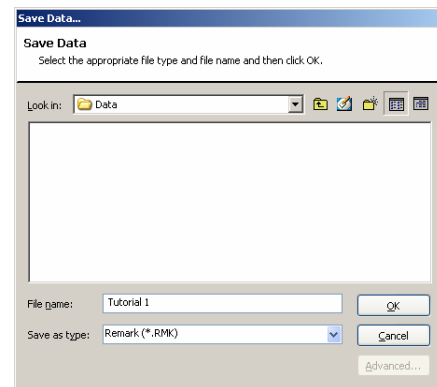 Save Data...
Save Data
Select the appropriate file type and file name and then click OK.
Look in: Data
File name: Tutorial 1 OK
Save as type: Remark (*.RMK) Cancel
Advanced...